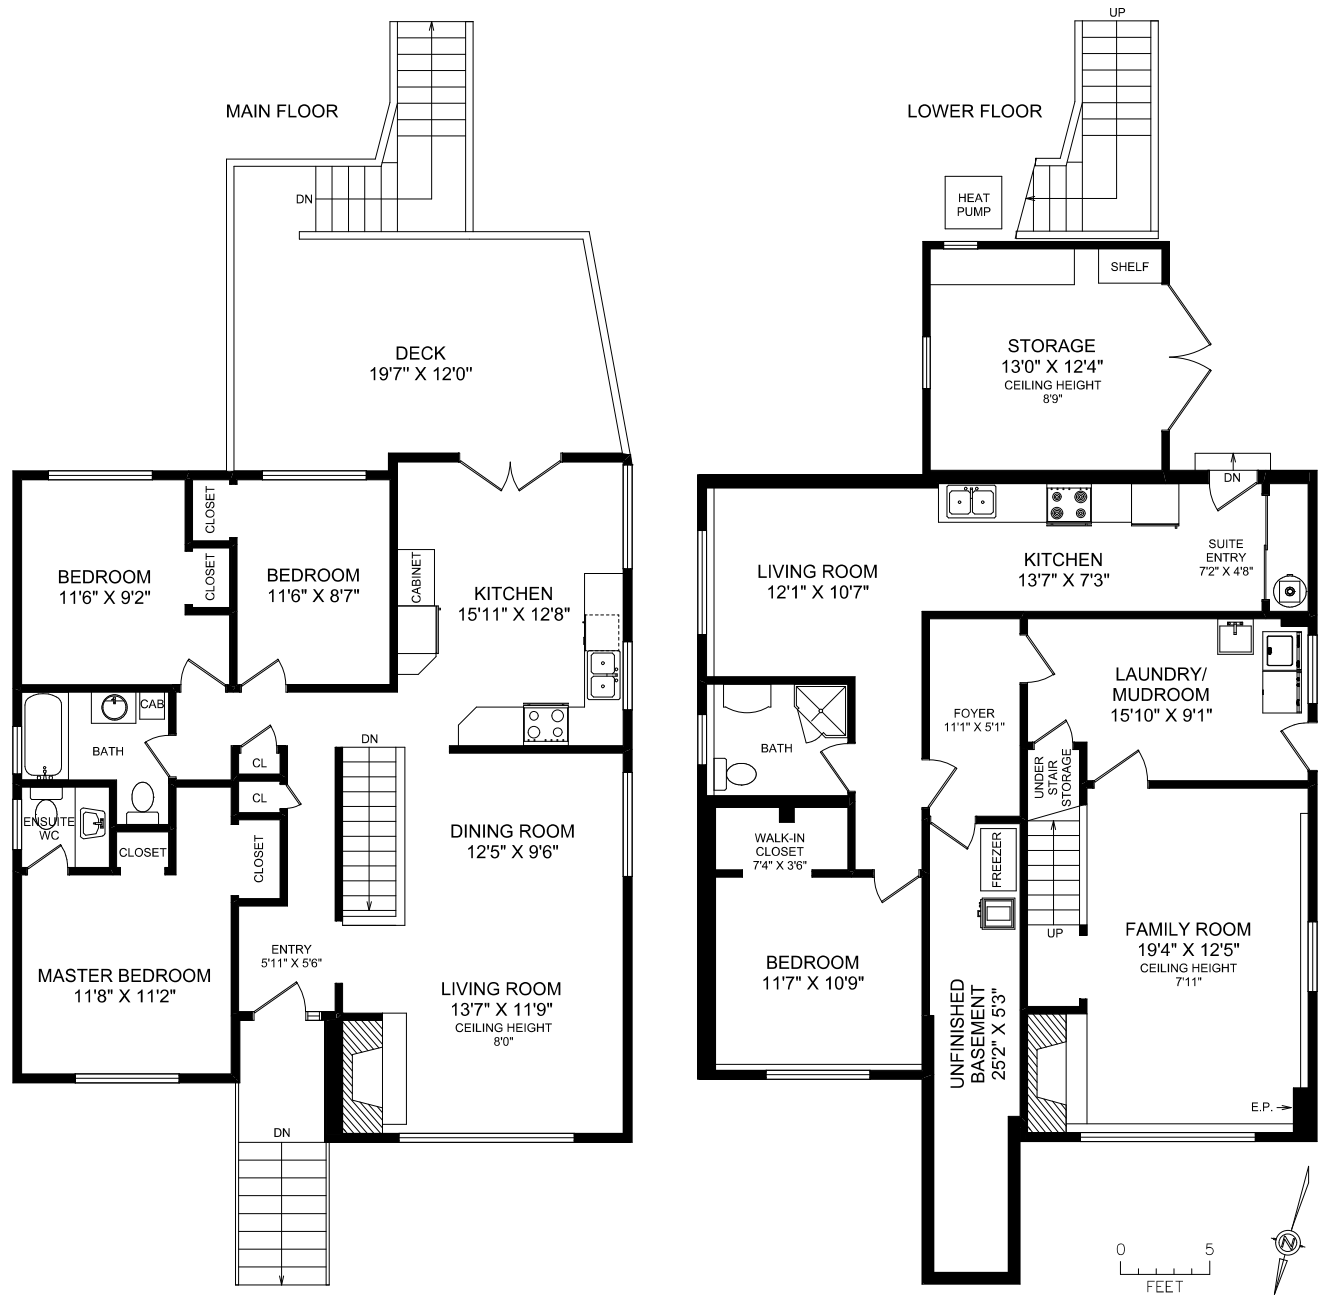 MAIN FLOOR
DN
DECK
19'7" X 12'0"
CLOSET
CLOSET
BEDROOM
11'6" X 9'2"
BEDROOM
11'6" X 8'7"
CABINET
KITCHEN
15'11" X 12'8"
CAB
BATH
CL
CL
DN
ENSUITE
WC
CLOSET
CLOSET
DINING ROOM
12'5" X 9'6"
ENTRY
5'11" X 5'6"
MASTER BEDROOM
11'8" X 11'2"
LIVING ROOM
13'7" X 11'9"
CEILING HEIGHT
8'0"
DN
UP
LOWER FLOOR
HEAT
PUMP
SHELF
STORAGE
13'0" X 12'4"
CEILING HEIGHT
8'9"
DN
LIVING ROOM
12'1" X 10'7"
KITCHEN
13'7" X 7'3"
SUITE
ENTRY
7'2" X 4'8"
LAUNDRY/
MUDROOM
15'10" X 9'1"
FOYER
11'1" X 5'1"
BATH
UNDER
STAIR
STORAGE
WALK-IN
CLOSET
7'4" X 3'6"
FREEZER
UP
FAMILY ROOM
19'4" X 12'5"
CEILING HEIGHT
7'11"
BEDROOM
11'7" X 10'9"
UNFINISHED
BASEMENT
25'2" X 5'3"
E.P.
0 5
FEET
N